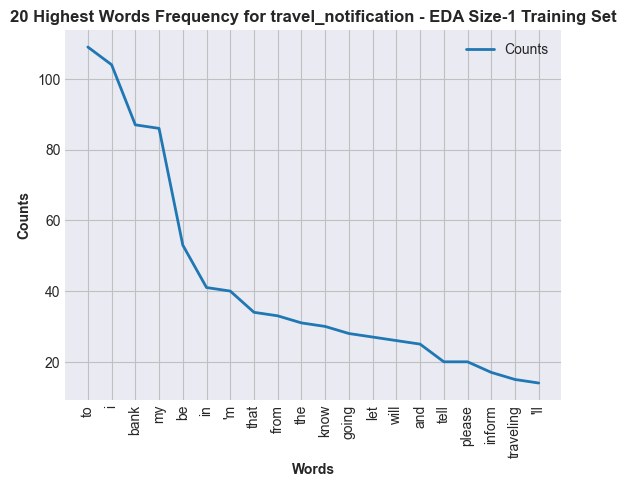 20 Highest Words Frequency for travel_notification - EDA Size-1 Training Set
Counts
Counts
100
80
60
40
20
to
i
bank
my
be
in
'm
that
from
the
know
going
let
will
and
tell
please
inform
traveling
'll
Words